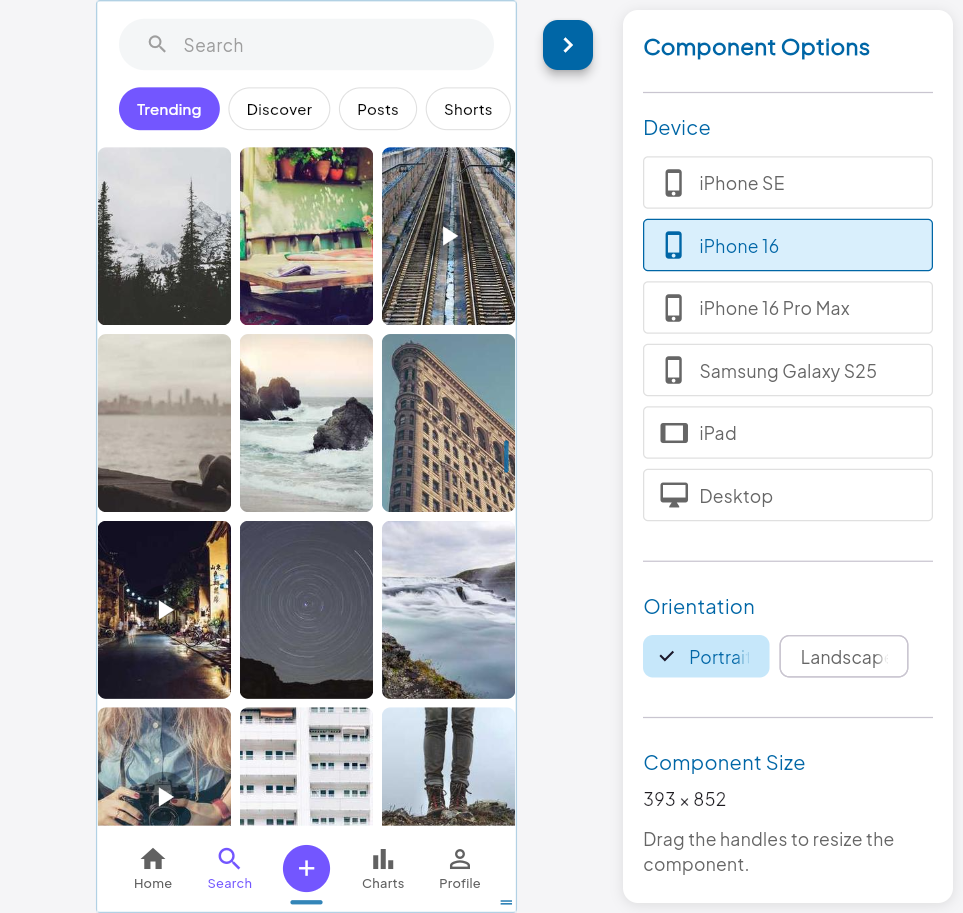 Search
Trending
Discover
Posts
Shorts
Home
Search
Charts
Profile
Component Options
Device
iPhone SE
iPhone 16
iPhone 16 Pro Max
Samsung Galaxy S25
iPad
Desktop
Orientation
Portrait
Landscap
Component Size
393 × 852
Drag the handles to resize the
component.